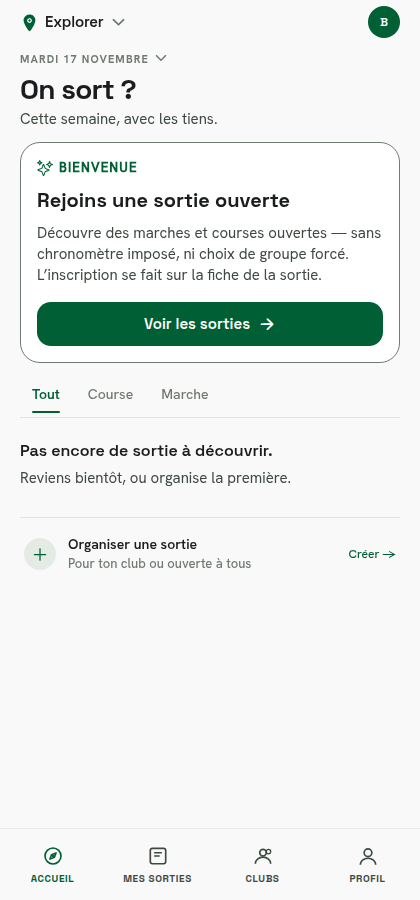 Explorer
B
MARDI 17 NOVEMBRE
On sort ?
Cette semaine, avec les tiens.
BIENVENUE
Rejoins une sortie ouverte
Découvre des marches et courses ouvertes — sans
chronomètre imposé, ni choix de groupe forcé.
L’inscription se fait sur la fiche de la sortie.
Voir les sorties →
Tout Course Marche
Pas encore de sortie à découvrir.
Reviens bientôt, ou organise la première.
Organiser une sortie
Pour ton club ou ouverte à tous
Créer →
ACCUEIL MES SORTIES CLUBS PROFIL